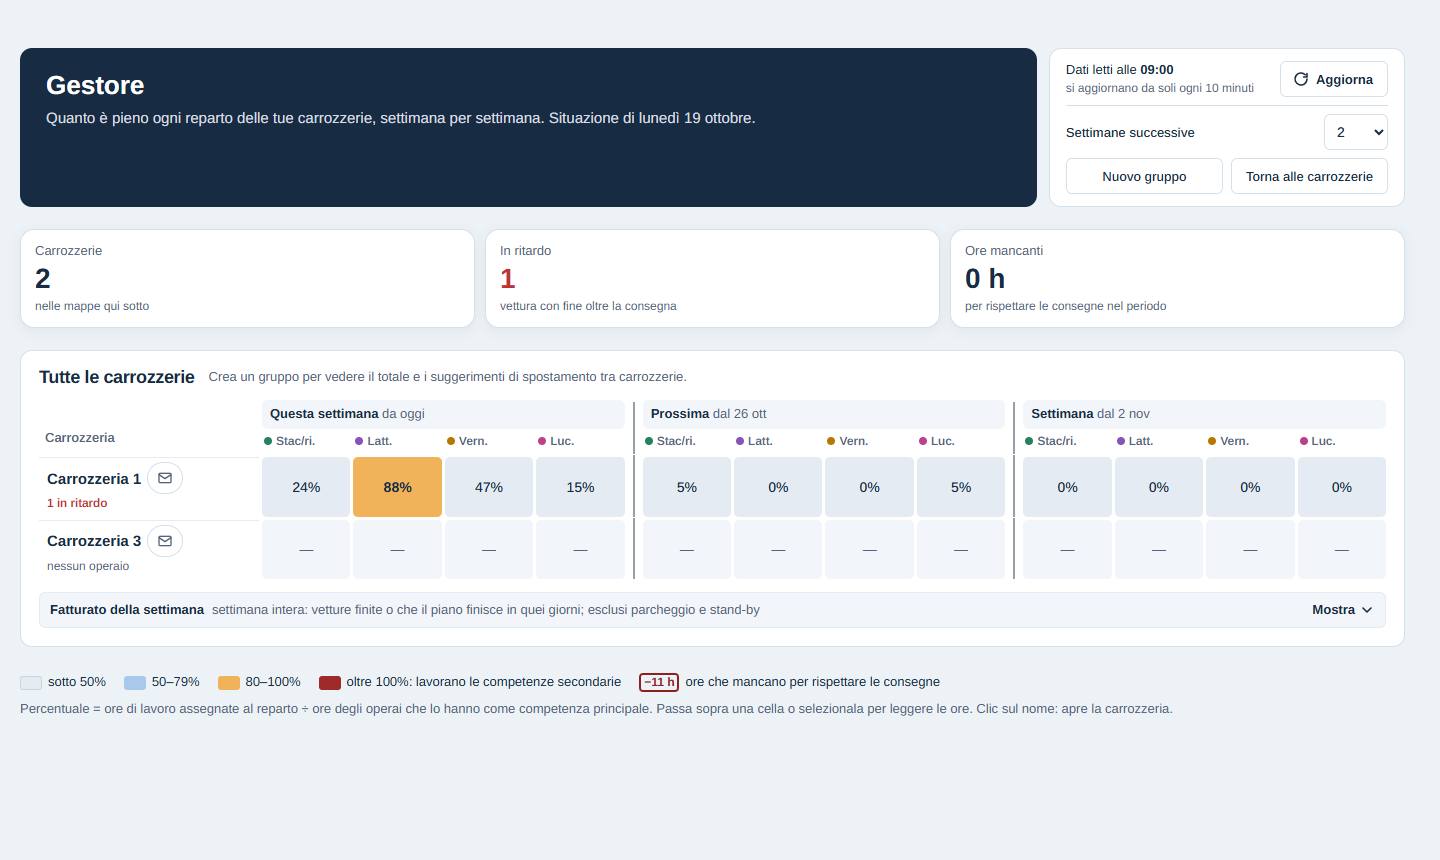 Gestore
Quanto è pieno ogni reparto delle tue carrozzerie, settimana per settimana. Situazione di lunedì 19 ottobre.
Dati letti alle 09:00
si aggiornano da soli ogni 10 minuti
Aggiorna
Settimane successive
2
Nuovo gruppo
Torna alle carrozzerie
Carrozzerie
2
nelle mappe qui sotto
In ritardo
1
vettura con fine oltre la consegna
Ore mancanti
0 h
per rispettare le consegne nel periodo
Tutte le carrozzerie Crea un gruppo per vedere il totale e i suggerimenti di spostamento tra carrozzerie.
Questa settimana da oggi Prossima dal 26 ott Settimana dal 2 nov
Carrozzeria Stac/ri. Latt. Vern. Luc. Stac/ri. Latt. Vern. Luc. Stac/ri. Latt. Vern. Luc.
Carrozzeria 1 24% 88% 47% 15% 5% 0% 0% 5% 0% 0% 0% 0%
1 in ritardo
Carrozzeria 3 — — — — — — — — — — — —
nessun operaio
Fatturato della settimana settimana intera: vetture finite o che il piano finisce in quei giorni; esclusi parcheggio e stand-by Mostra
sotto 50% 50–79% 80–100% oltre 100%: lavorano le competenze secondarie −11 h ore che mancano per rispettare le consegne
Percentuale = ore di lavoro assegnate al reparto ÷ ore degli operai che lo hanno come competenza principale. Passa sopra una cella o selezionala per leggere le ore. Clic sul nome: apre la carrozzeria.